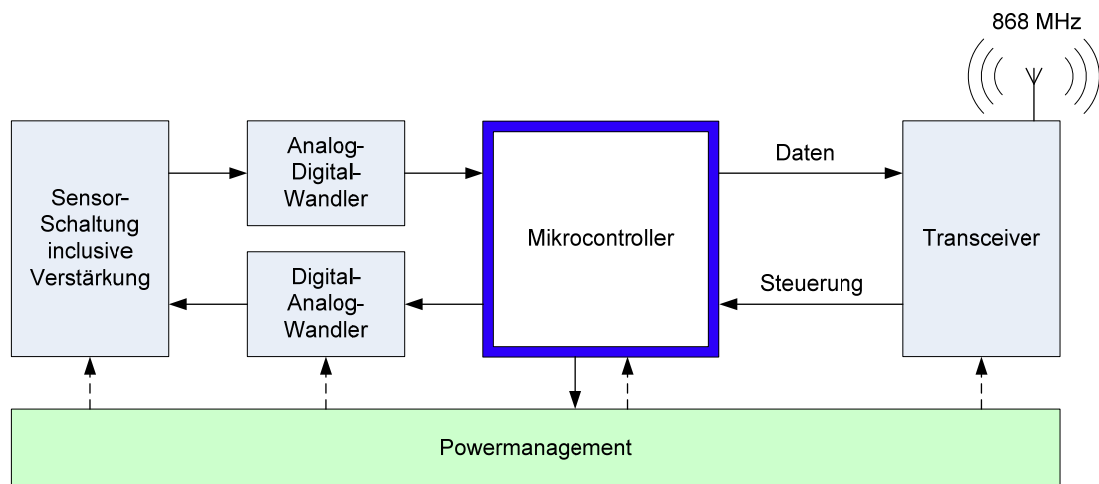 868 MHz
Sensor-
Schaltung
inclusive
Verstärkung
Analog-
Digital-
Wandler
Digital-
Analog-
Wandler
Mikrocontroller
Daten
Steuerung
Transceiver
Powermanagement